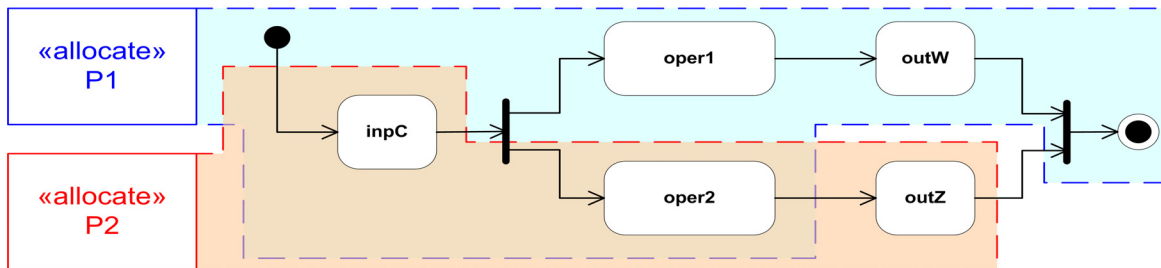 «allocate»
P1
oper1
outW
inpC
«allocate»
P2
oper2
outZ